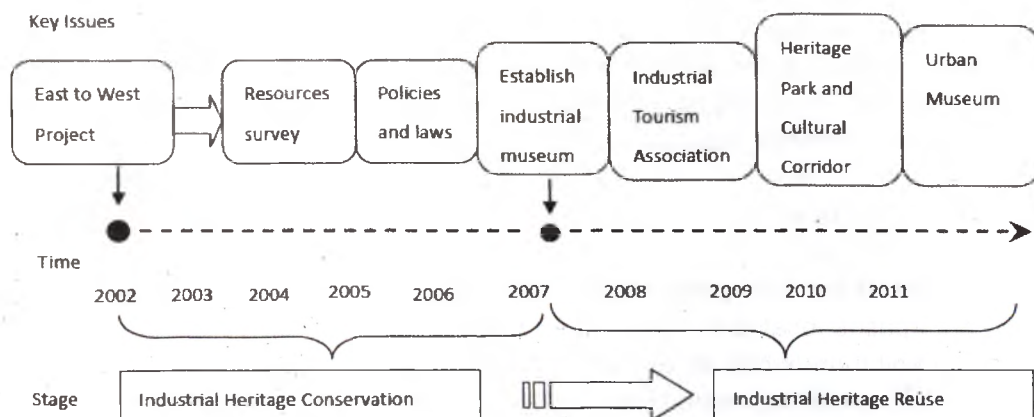 Key Issues
East to West
Project
Resources
survey
Policies
and laws
Establish
industrial
museum
Industrial
Tourism
Association
Heritage
Park and
Cultural
Corridor
Urban
Museum
Time
2002 2003 2004 2005 2006 2007 2008 2009 2010 2011
Stage
Industrial Heritage Conservation
Industrial Heritage Reuse